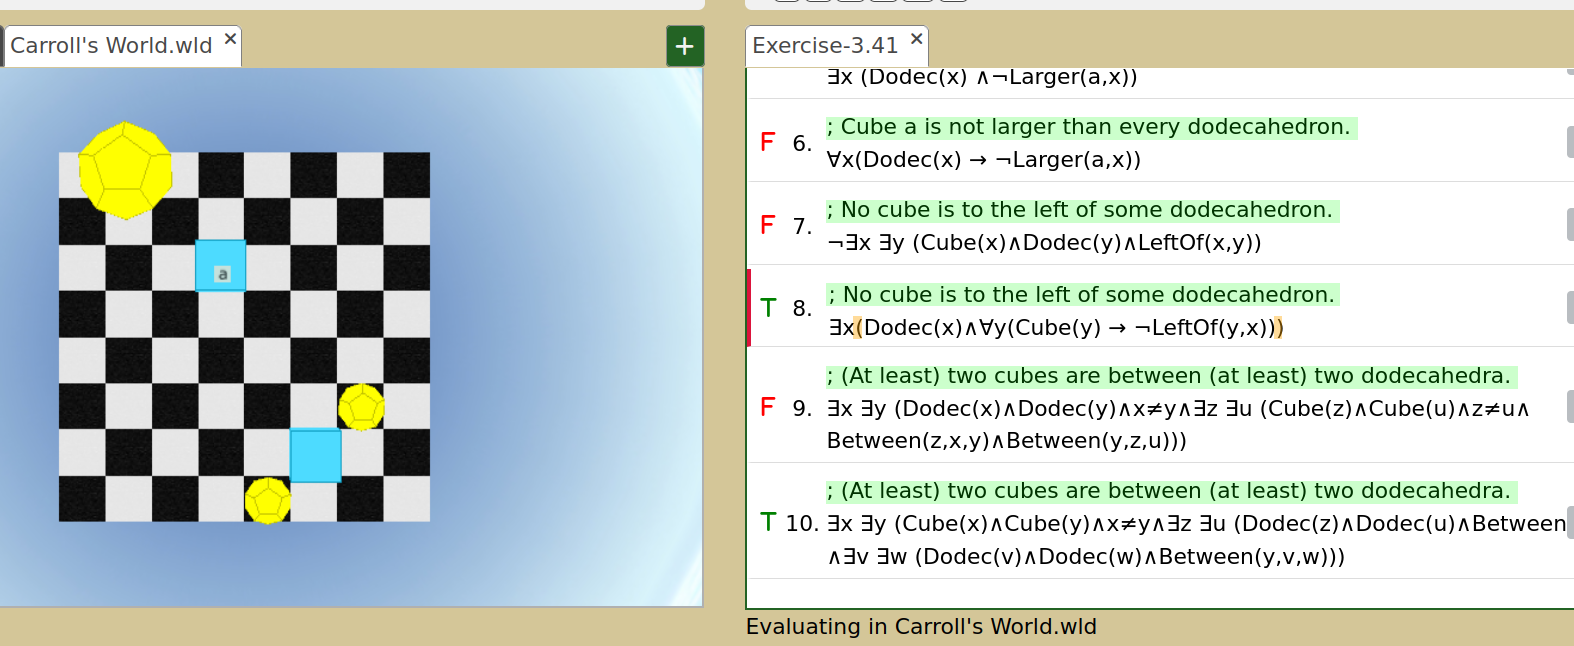 Carroll's World.wld ×
+
a
Exercise-3.41 ×
∃x (Dodec(x) ∧¬Larger(a,x))
F 6. ; Cube a is not larger than every dodecahedron.
∀x(Dodec(x) → ¬Larger(a,x))
F 7. ; No cube is to the left of some dodecahedron.
¬∃x ∃y (Cube(x)∧Dodec(y)∧LeftOf(x,y))
T 8. ; No cube is to the left of some dodecahedron.
∃x(Dodec(x)∧∀y(Cube(y) → ¬LeftOf(y,x)))
F 9. ; (At least) two cubes are between (at least) two dodecahedra.
∃x ∃y (Dodec(x)∧Dodec(y)∧x≠y∧∃z ∃u (Cube(z)∧Cube(u)∧z≠u∧
Between(z,x,y)∧Between(y,z,u)))
T 10. ; (At least) two cubes are between (at least) two dodecahedra.
∃x ∃y (Cube(x)∧Cube(y)∧x≠y∧∃z ∃u (Dodec(z)∧Dodec(u)∧Between
∧∃v ∃w (Dodec(v)∧Dodec(w)∧Between(y,v,w)))
Evaluating in Carroll's World.wld